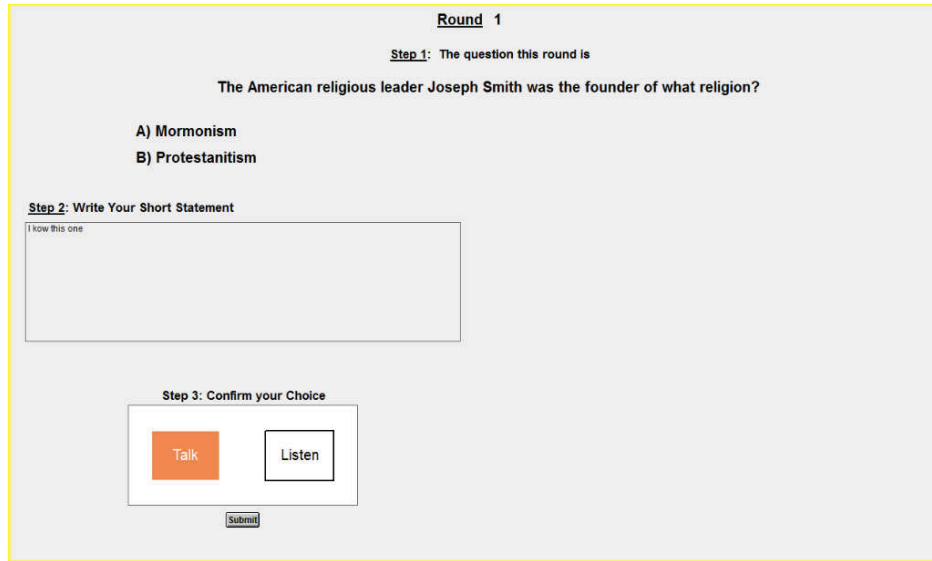 Round 1
Step 1: The question this round is
The American religious leader Joseph Smith was the founder of what religion?
A) Mormonism
B) Protestanitism
Step 2: Write Your Short Statement
I kow this one
Step 3: Confirm your Choice
Talk Listen
Submit